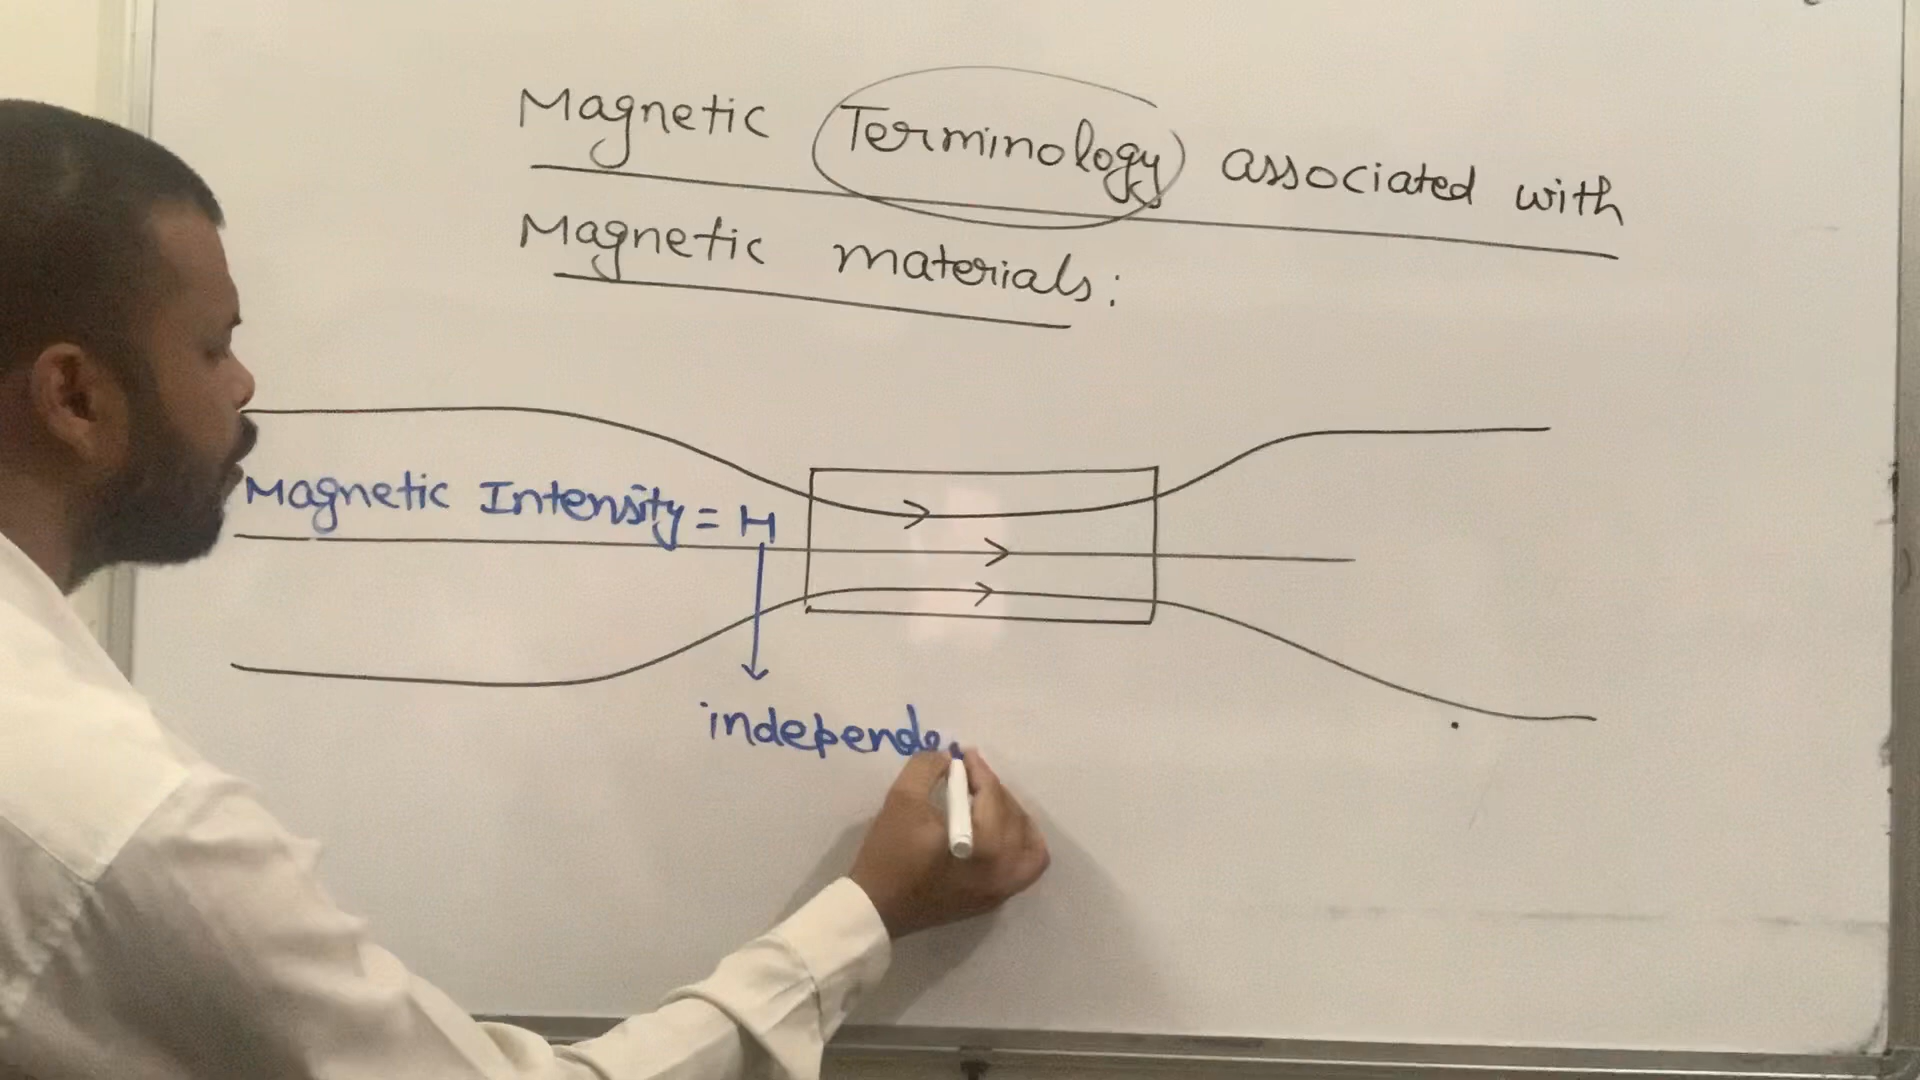 Magnetic Terminology associated with
Magnetic materials:
Magnetic Intensity = H
independe